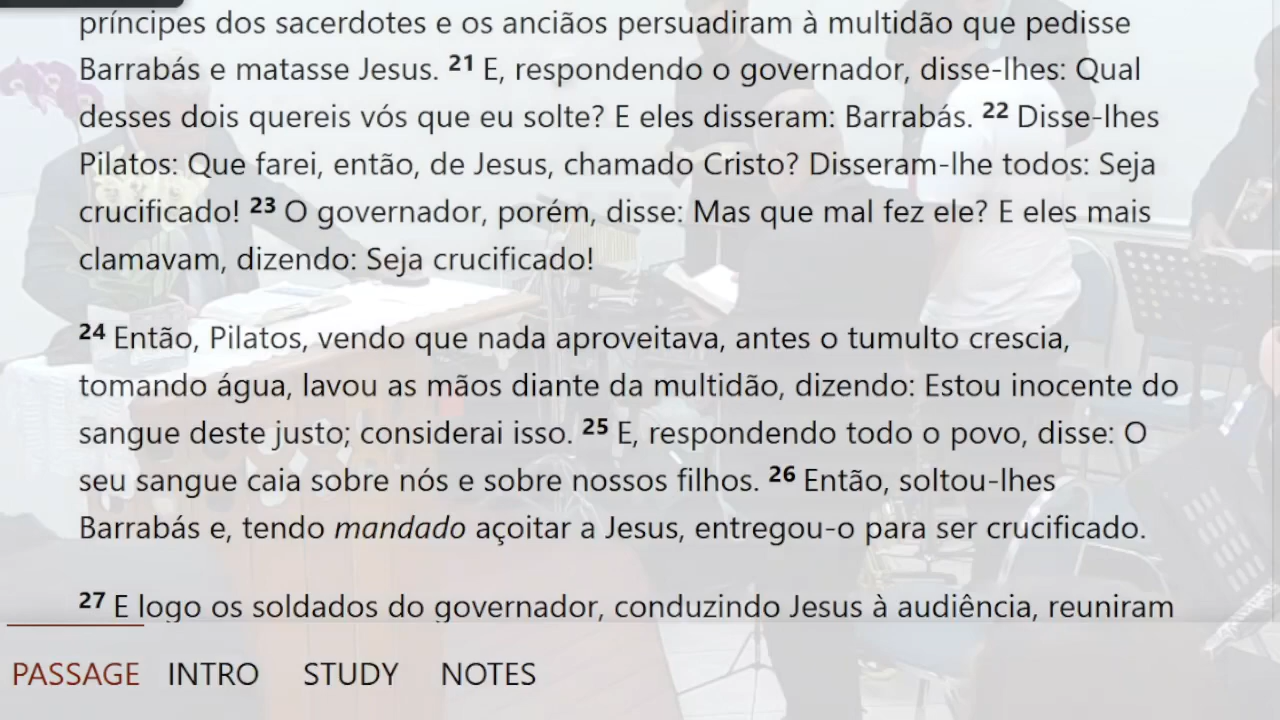 príncipes dos sacerdotes e os anciãos persuadiram à multidão que pedisse
Barrabás e matasse Jesus. 21 E, respondendo o governador, disse-lhes: Qual
desses dois quereis vós que eu solte? E eles disseram: Barrabás. 22 Disse-lhes
Pilatos: Que farei, então, de Jesus, chamado Cristo? Disseram-lhe todos: Seja
crucificado! 23 O governador, porém, disse: Mas que mal fez ele? E eles mais
clamavam, dizendo: Seja crucificado!
24 Então, Pilatos, vendo que nada aproveitava, antes o tumulto crescia,
tomando água, lavou as mãos diante da multidão, dizendo: Estou inocente do
sangue deste justo; considerai isso. 25 E, respondendo todo o povo, disse: O
seu sangue caia sobre nós e sobre nossos filhos. 26 Então, soltou-lhes
Barrabás e, tendo mandado açoitar a Jesus, entregou-o para ser crucificado.
27 E logo os soldados do governador, conduzindo Jesus à audiência, reuniram
PASSAGE INTRO STUDY NOTES